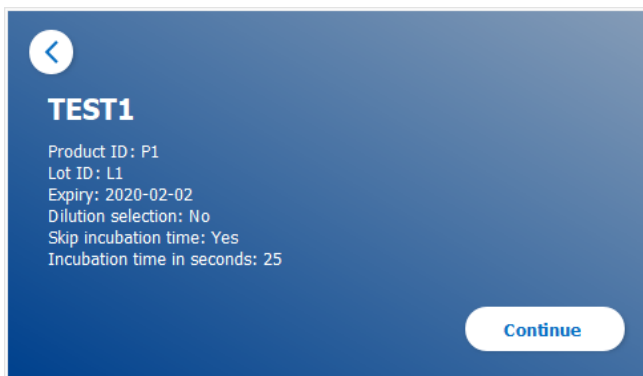 TEST1
Product ID: P1
Lot ID: L1
Expiry: 2020-02-02
Dilution selection: No
Skip incubation time: Yes
Incubation time in seconds: 25
Continue